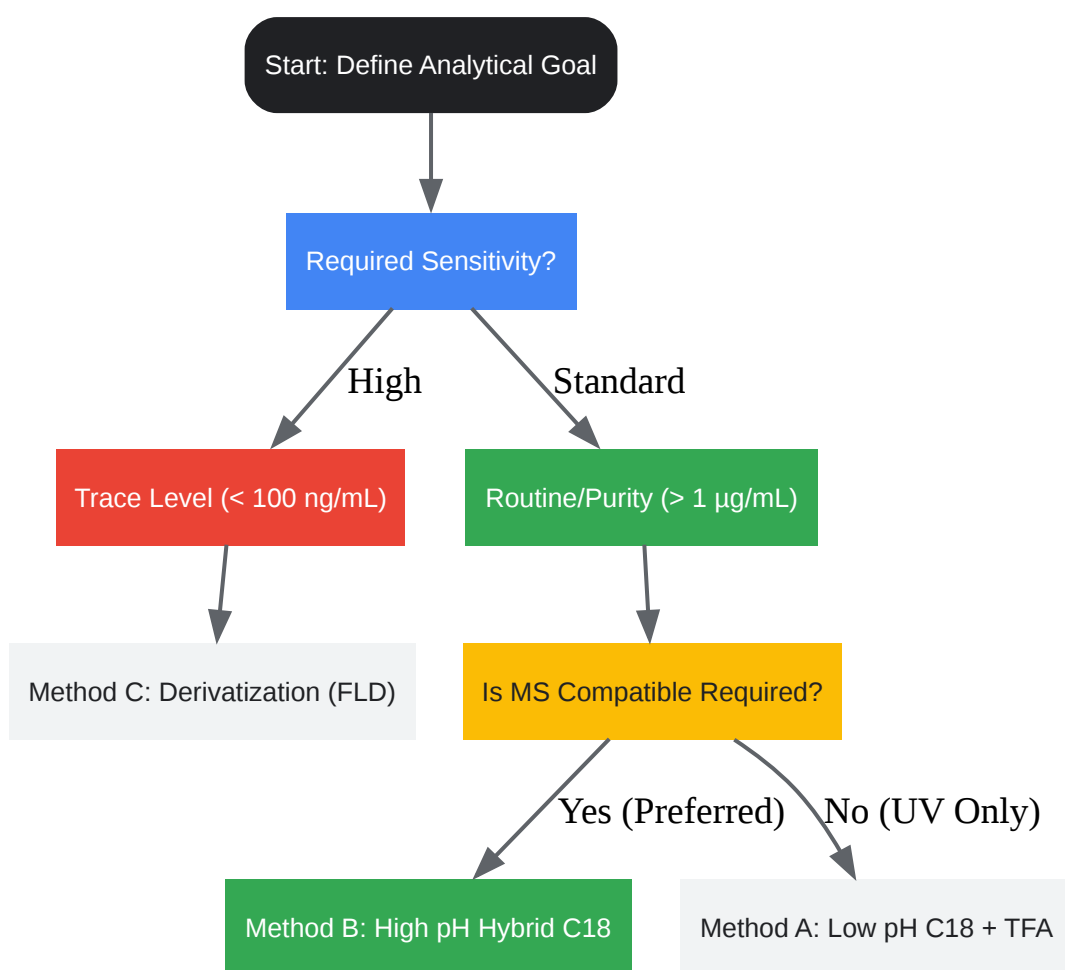 Start: Define Analytical Goal
Required Sensitivity?
High
Standard
Trace Level (< 100 ng/mL)
Routine/Purity (> 1 µg/mL)
Method C: Derivatization (FLD)
Is MS Compatible Required?
Yes (Preferred)
No (UV Only)
Method B: High pH Hybrid C18
Method A: Low pH C18 + TFA